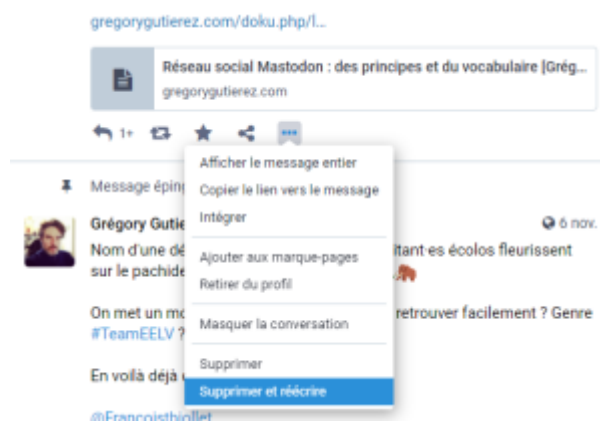 gregorygutierez.com/doku.php/l...
Réseau social Mastodon : des principes et du vocabulaire [Grég...
gregorygutierez.com
1+
Afficher le message entier
Message éping
Copier le lien vers le message
Intégrer
Grégory Gutie
6 nov.
Nom d'une dé
itant·es écolos fleurissent
Ajouter aux marque-pages
sur le pachide
Retirer du profil
On met un mo
retrouver facilement ? Genre
Masquer la conversation
#TeamEELV ?
Supprimer
En voilà déjà
Supprimer et réécrire
@Francoisthiollet